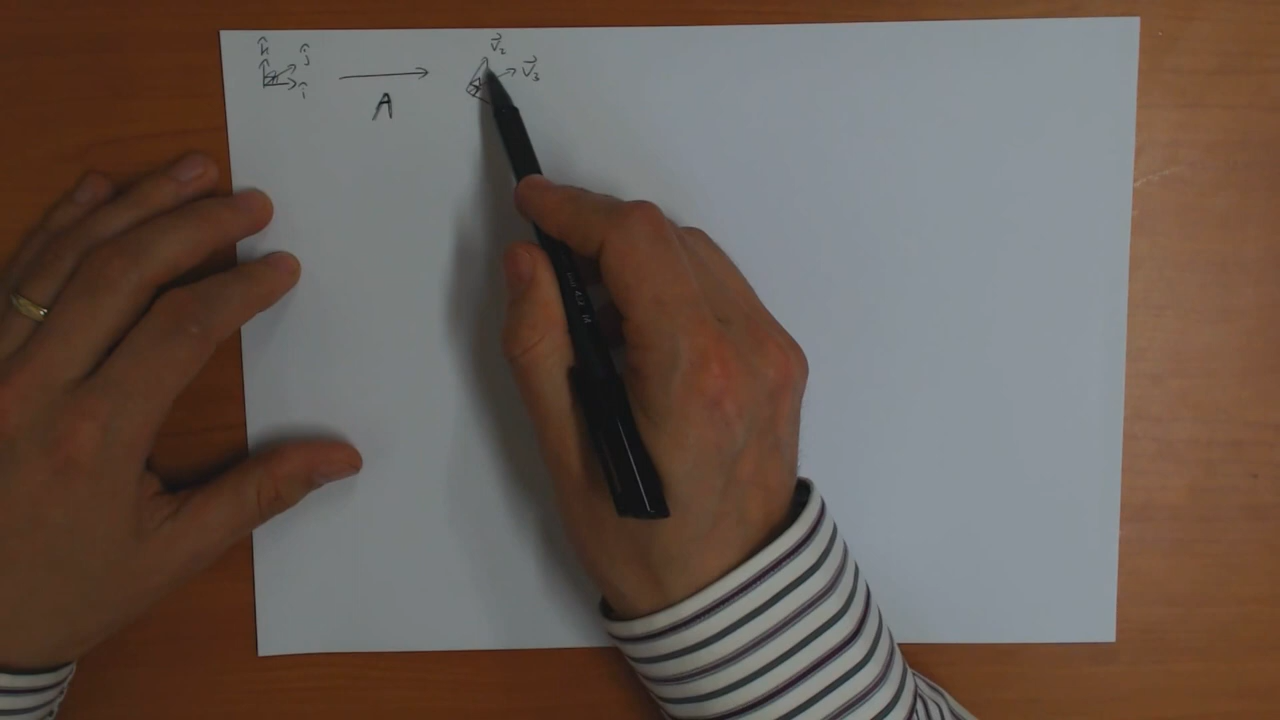 k̂ ĵ
î
A
v⃗₂
v⃗₃